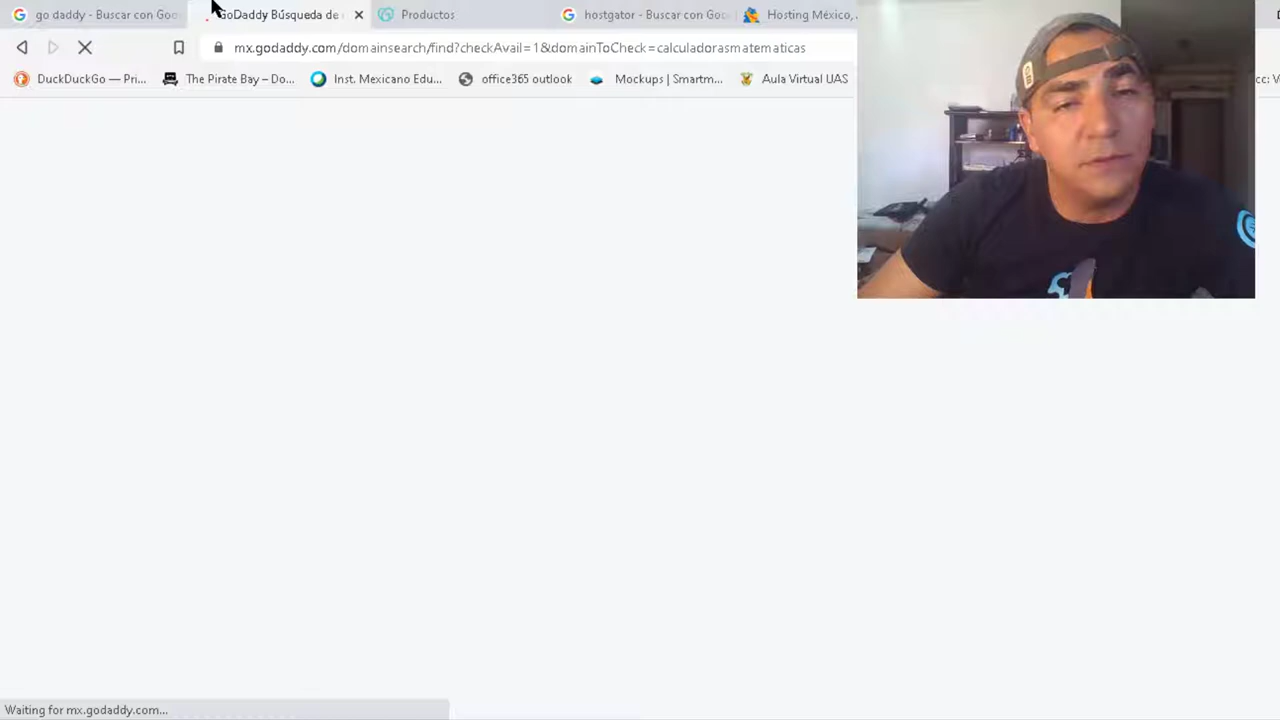 go daddy - Buscar con Goo
GoDaddy Búsqueda de
Productos
hostgator - Buscar con Goo
Hosting México,
mx.godaddy.com/domainsearch/find?checkAvail=1&domainToCheck=calculadorasmatematicas
DuckDuckGo — Pri...
The Pirate Bay – Do...
Inst. Mexicano Edu...
office365 outlook
Mockups | Smartm...
Aula Virtual UAS
cc: V
Waiting for mx.godaddy.com...